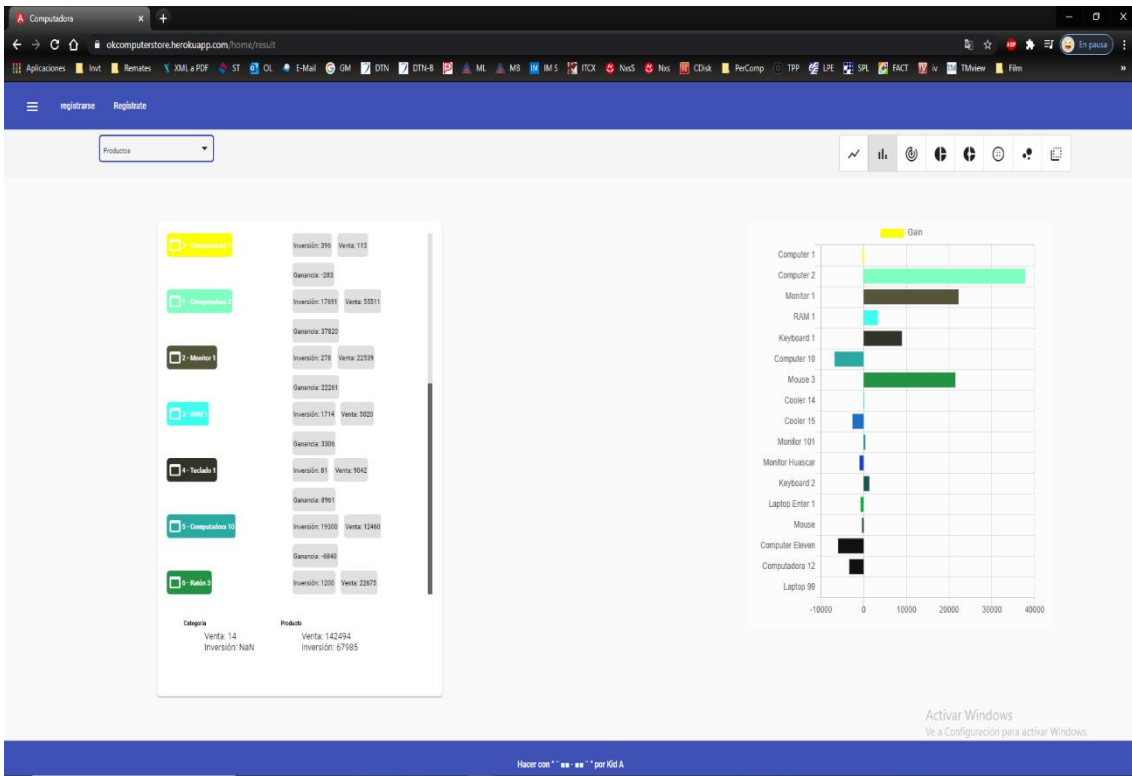 Computadora
okcomputerstore.herokuapp.com/home/result
En pausa
Aplicaciones Invt Remates XML a PDF ST OL E-Mail GM DTN DTN-B ML MB IM S ITCX NxsS Nxs CDisk PerComp TPP LPE SPL FACT iv TMview Film
registrarse Regístrate
Productos
Inversión: 396 Venta: 113
Ganancia: -283
1 - Computadora 2 Inversión: 17691 Venta: 55511
Ganancia: 37820
2 - Monitor 1 Inversión: 278 Venta: 22539
Ganancia: 22261
3 - RAM 1 Inversión: 1714 Venta: 5020
Ganancia: 3306
4 - Teclado 1 Inversión: 81 Venta: 9042
Ganancia: 8961
5 - Computadora 10 Inversión: 19300 Venta: 12460
Ganancia: -6840
6 - Ratón 3 Inversión: 1200 Venta: 22675
Categoría Producto
Venta: 14 Venta: 142494
Inversión: NaN Inversión: 67985
Gain
Computer 1
Computer 2
Monitor 1
RAM 1
Keyboard 1
Computer 10
Mouse 3
Cooler 14
Cooler 15
Monitor 101
Monitor Huascar
Keyboard 2
Laptop Enter 1
Mouse
Computer Eleven
Computadora 12
Laptop 99
-10000 0 10000 20000 30000 40000
Activar Windows
Ve a Configuración para activar Windows.
Hacer con por Kid A